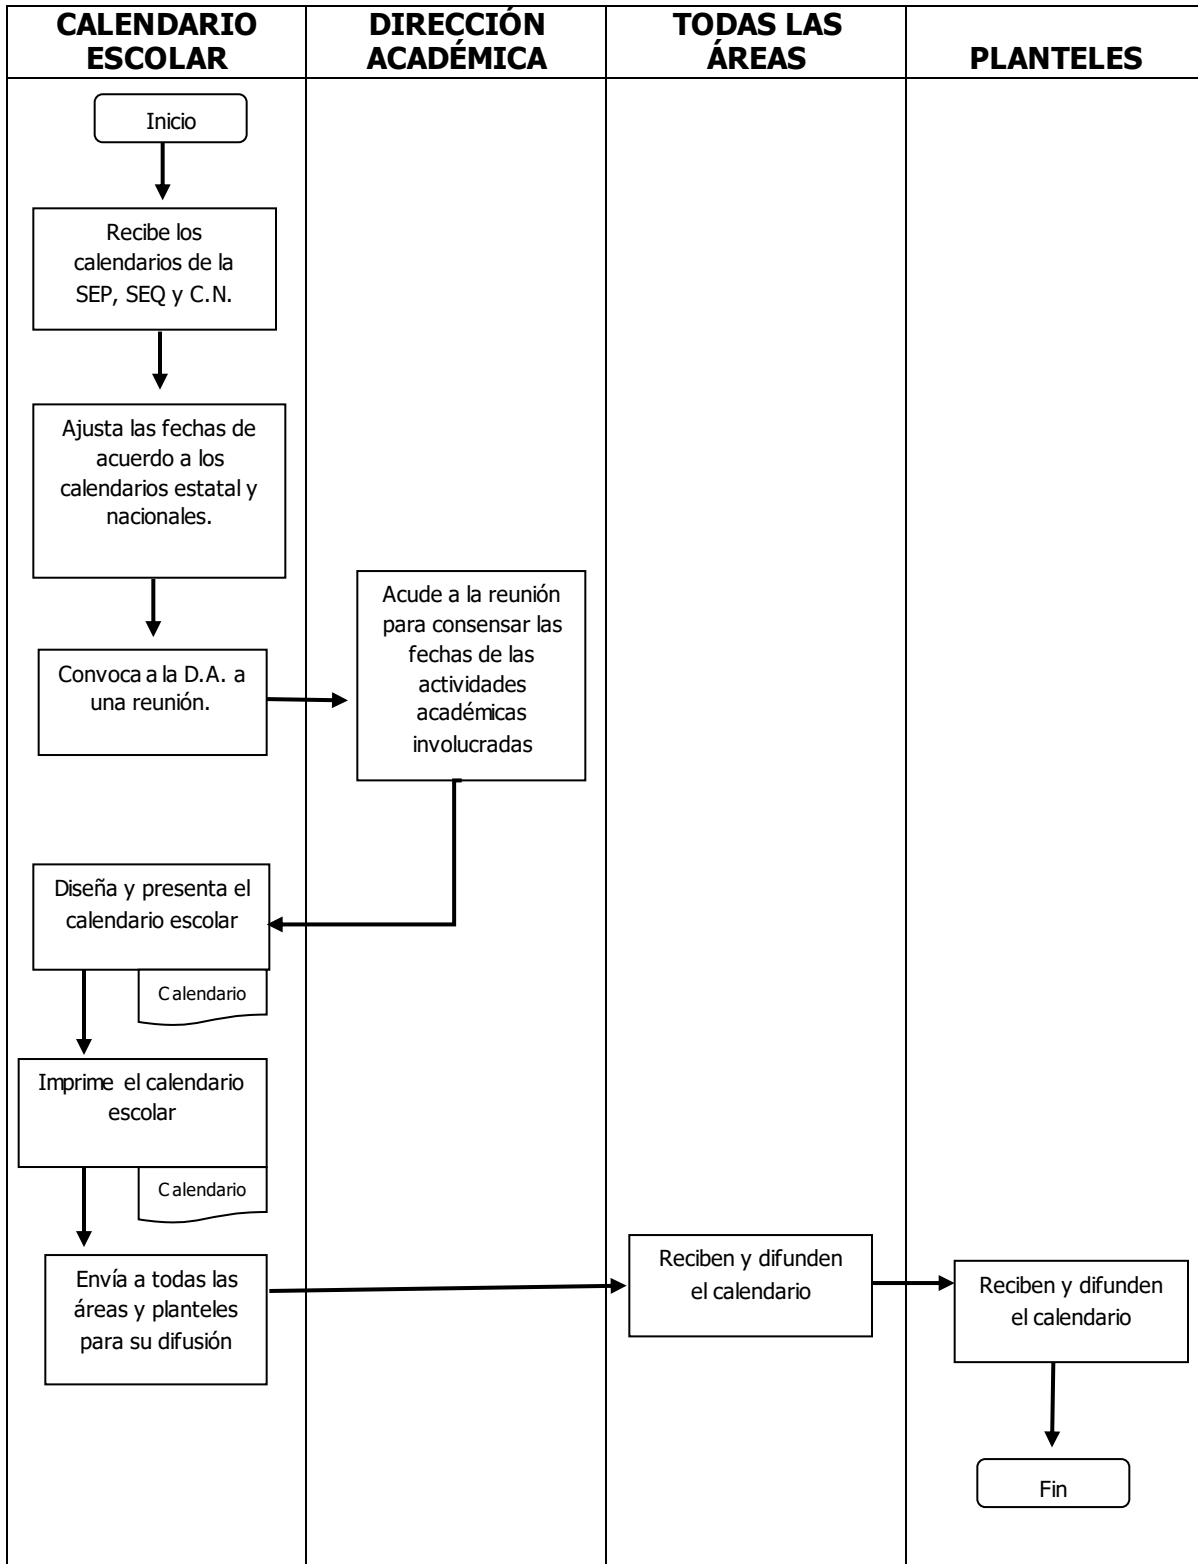 CALENDARIO
ESCOLAR
DIRECCIÓN
ACADÉMICA
TODAS LAS
ÁREAS
PLANTELES
Inicio
Recibe los
calendarios de la
SEP, SEQ y C.N.
Ajusta las fechas de
acuerdo a los
calendarios estatal y
nacionales.
Convoca a la D.A. a
una reunión.
Acude a la reunión
para consensar las
fechas de las
actividades
académicas
involucradas
Diseña y presenta el
calendario escolar
Calendario
Imprime el calendario
escolar
Calendario
Envía a todas las
áreas y planteles
para su difusión
Reciben y difunden
el calendario
Reciben y difunden
el calendario
Fin